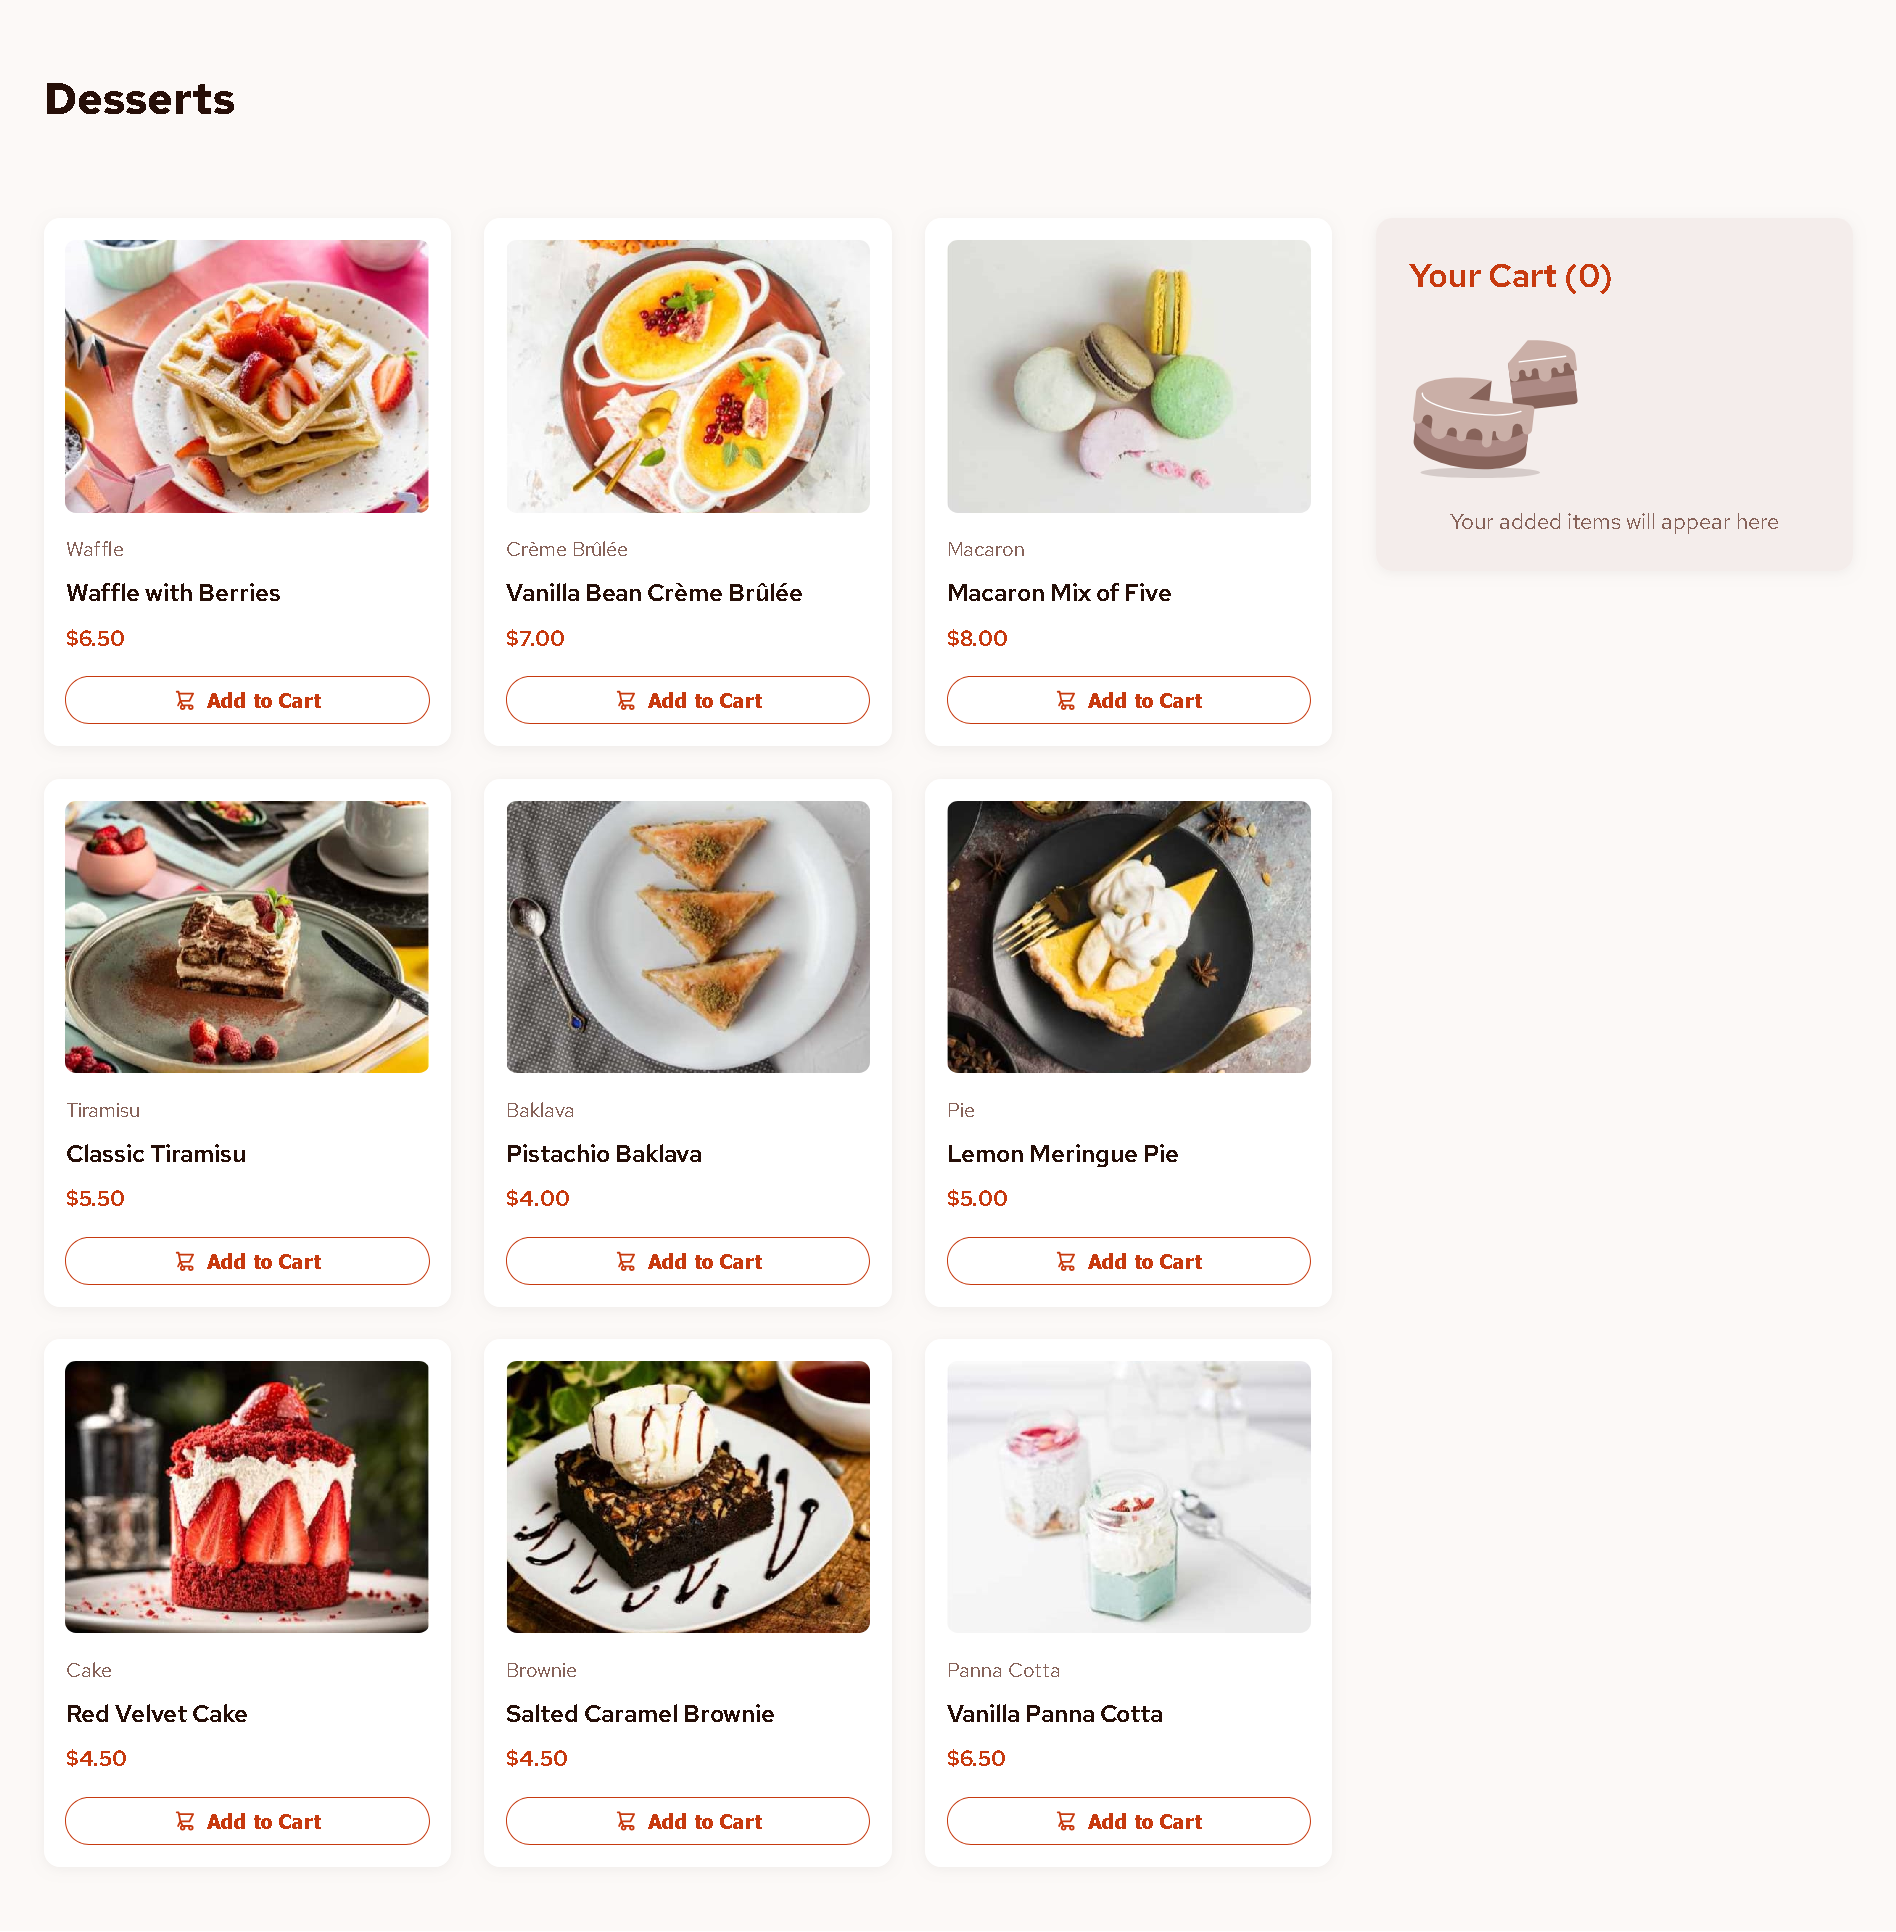 Desserts
Waffle
Waffle with Berries
$6.50
Add to Cart
Crème Brûlée
Vanilla Bean Crème Brûlée
$7.00
Add to Cart
Macaron
Macaron Mix of Five
$8.00
Add to Cart
Your Cart (0)
Your added items will appear here
Tiramisu
Classic Tiramisu
$5.50
Add to Cart
Baklava
Pistachio Baklava
$4.00
Add to Cart
Pie
Lemon Meringue Pie
$5.00
Add to Cart
Cake
Red Velvet Cake
$4.50
Add to Cart
Brownie
Salted Caramel Brownie
$4.50
Add to Cart
Panna Cotta
Vanilla Panna Cotta
$6.50
Add to Cart